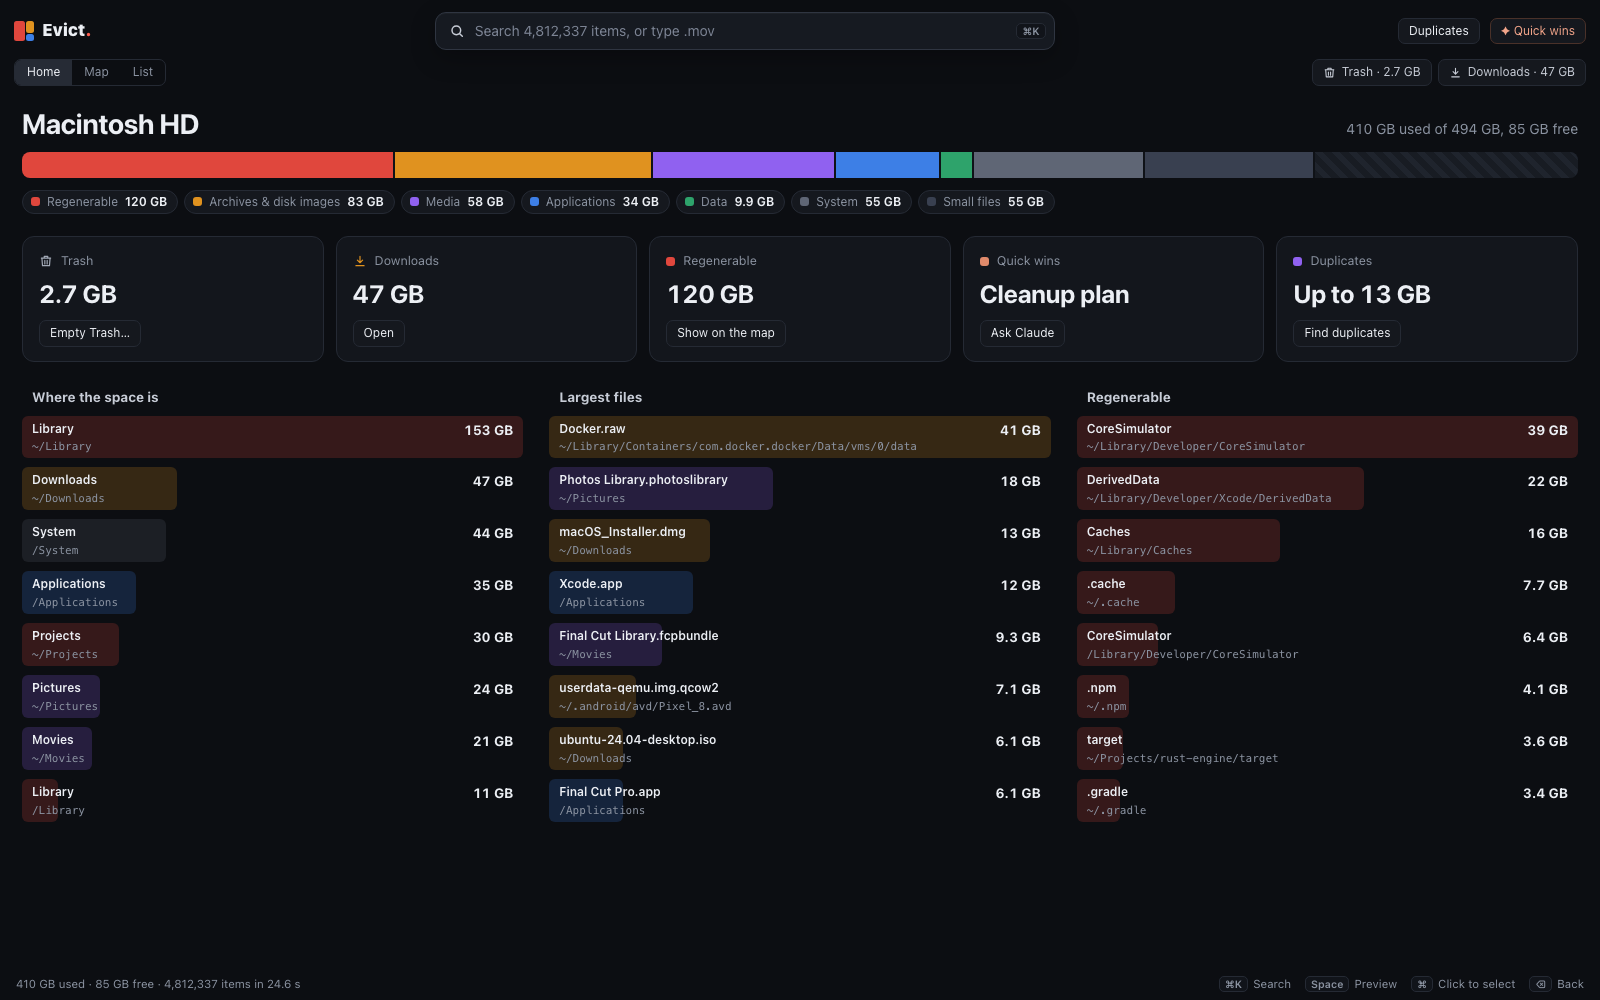 Evict.
Search 4,812,337 items, or type .mov
⌘K
Duplicates
✦ Quick wins
Home
Map
List
Trash · 2.7 GB
Downloads · 47 GB
Macintosh HD
410 GB used of 494 GB, 85 GB free
Regenerable 120 GB
Archives & disk images 83 GB
Media 58 GB
Applications 34 GB
Data 9.9 GB
System 55 GB
Small files 55 GB
Trash
2.7 GB
Empty Trash…
Downloads
47 GB
Open
Regenerable
120 GB
Show on the map
Quick wins
Cleanup plan
Ask Claude
Duplicates
Up to 13 GB
Find duplicates
Where the space is
Library 153 GB
~/Library
Downloads 47 GB
~/Downloads
System 44 GB
/System
Applications 35 GB
/Applications
Projects 30 GB
~/Projects
Pictures 24 GB
~/Pictures
Movies 21 GB
~/Movies
Library 11 GB
/Library
Largest files
Docker.raw 41 GB
~/Library/Containers/com.docker.docker/Data/vms/0/data
Photos Library.photoslibrary 18 GB
~/Pictures
macOS_Installer.dmg 13 GB
~/Downloads
Xcode.app 12 GB
/Applications
Final Cut Library.fcpbundle 9.3 GB
~/Movies
userdata-qemu.img.qcow2 7.1 GB
~/.android/avd/Pixel_8.avd
ubuntu-24.04-desktop.iso 6.1 GB
~/Downloads
Final Cut Pro.app 6.1 GB
/Applications
Regenerable
CoreSimulator 39 GB
~/Library/Developer/CoreSimulator
DerivedData 22 GB
~/Library/Developer/Xcode/DerivedData
Caches 16 GB
~/Library/Caches
.cache 7.7 GB
~/.cache
CoreSimulator 6.4 GB
/Library/Developer/CoreSimulator
.npm 4.1 GB
~/.npm
target 3.6 GB
~/Projects/rust-engine/target
.gradle 3.4 GB
~/.gradle
410 GB used · 85 GB free · 4,812,337 items in 24.6 s
⌘K Search
Space Preview
⌘ Click to select
⌫ Back